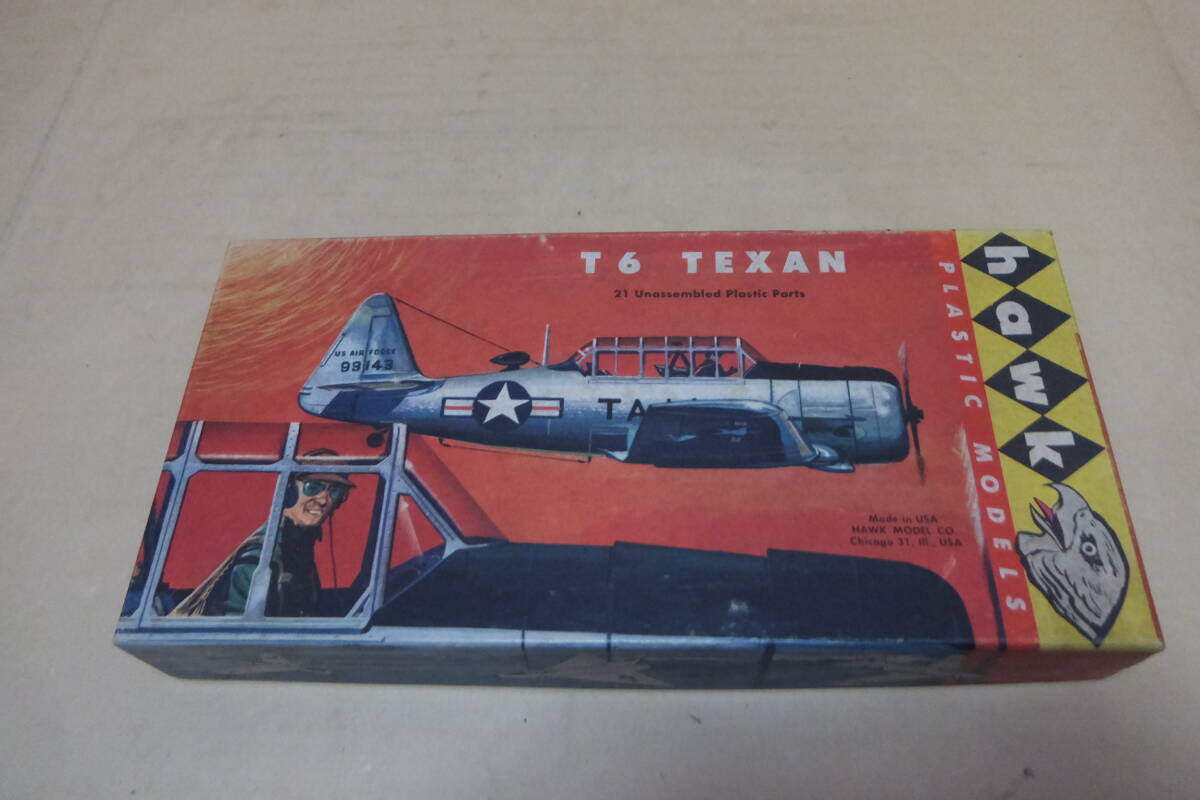 T6 TEXAN
21 Unassembled Plastic Parts
US AIR FORCE
99143
TA
Made in USA
HAWK MODEL CO.
Chicago 31, Ill., USA
hawk
PLASTIC MODELS